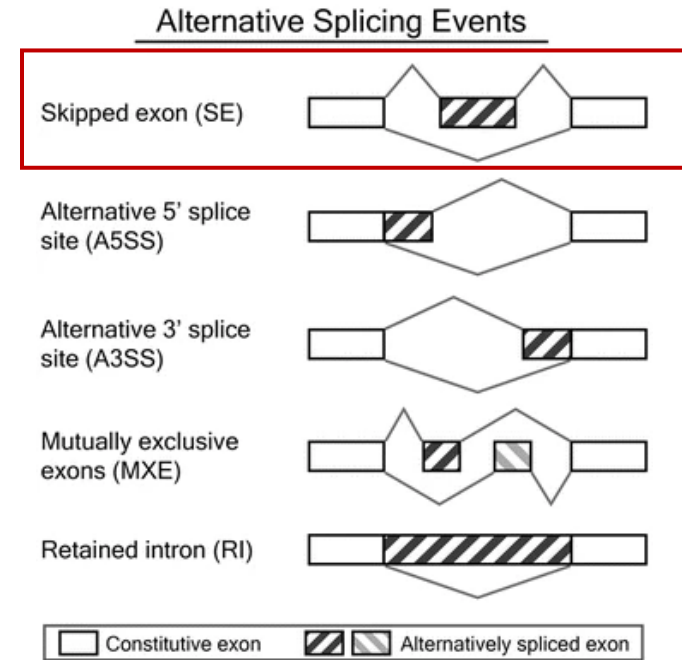 Alternative Splicing Events
Skipped exon (SE)
Alternative 5' splice
site (A5SS)
Alternative 3' splice
site (A3SS)
Mutually exclusive
exons (MXE)
Retained intron (RI)
Constitutive exon Alternatively spliced exon